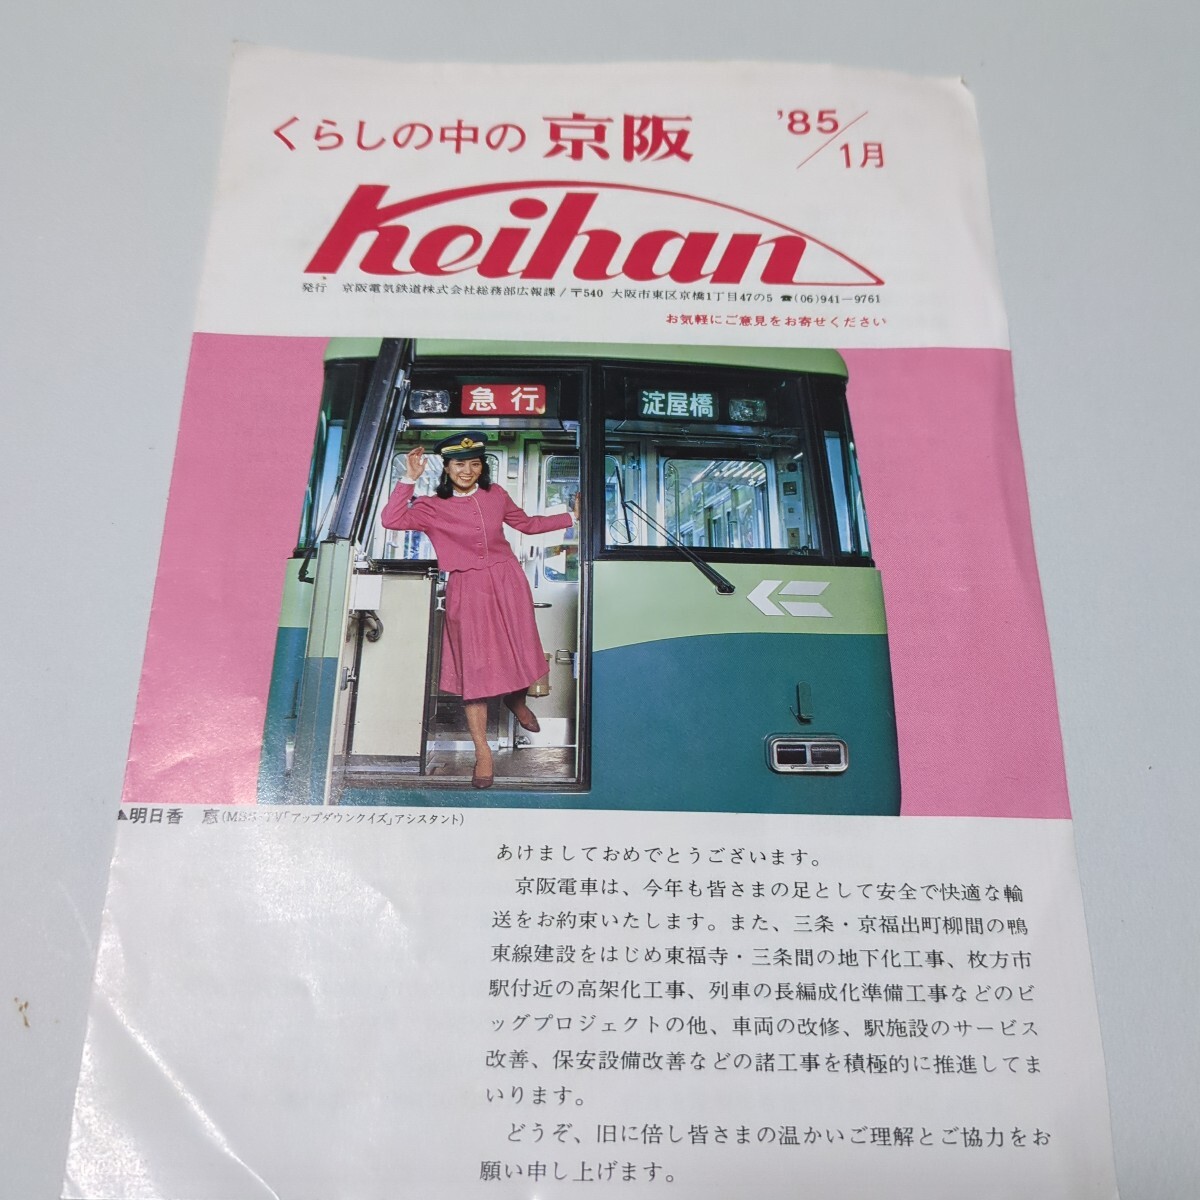 くらしの中の 京阪 '85/1月
Keihan
発行 京阪電気鉄道株式会社総務部広報課/〒540 大阪市東区京橋1丁目47の5 ☎(06)941-9761
お気軽にご意見をお寄せください
急行
淀屋橋
▲明日香 恵(MBS-TV「アップダウンクイズ」アシスタント)
あけましておめでとうございます。
京阪電車は、今年も皆さまの足として安全で快適な輸
送をお約束いたします。また、三条・京福出町柳間の鴨
東線建設をはじめ東福寺・三条間の地下化工事、枚方市
駅付近の高架化工事、列車の長編成化準備工事などのビ
ッグプロジェクトの他、車両の改修、駅施設のサービス
改善、保安設備改善などの諸工事を積極的に推進してま
いります。
どうぞ、旧に倍し皆さまの温かいご理解とご協力をお
願い申し上げます。